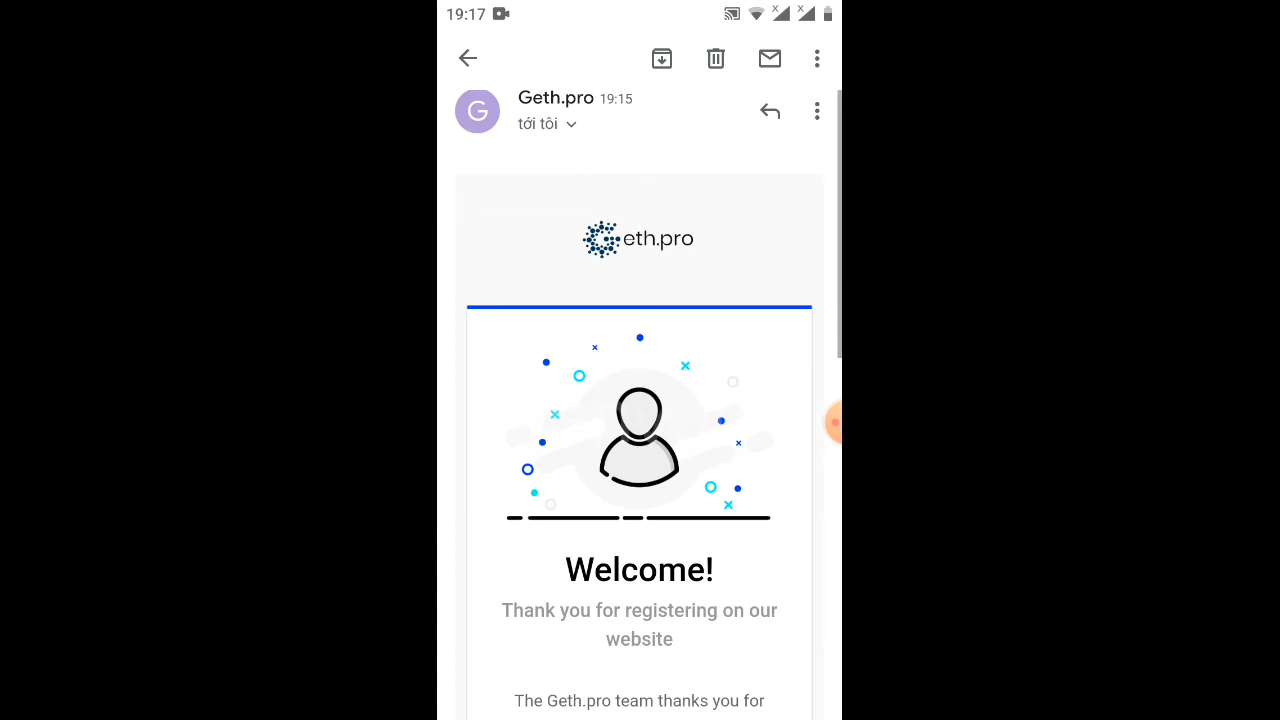 19:17
Geth.pro 19:15
G
tới tôi
Geth.pro
Welcome!
Thank you for registering on our
website
The Geth.pro team thanks you for